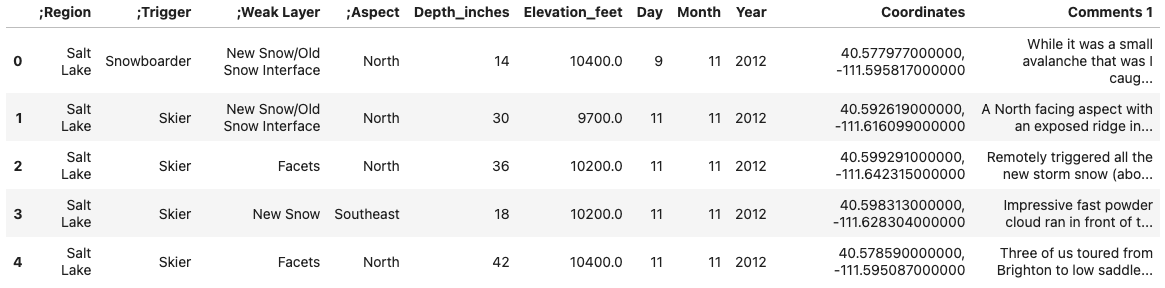 ;Region ;Trigger ;Weak Layer ;Aspect Depth_inches Elevation_feet Day Month Year Coordinates Comments 1
0 Salt Lake Snowboarder New Snow/Old Snow Interface North 14 10400.0 9 11 2012 40.577977000000, -111.595817000000 While it was a small avalanche that was I caug...
1 Salt Lake Skier New Snow/Old Snow Interface North 30 9700.0 11 11 2012 40.592619000000, -111.616099000000 A North facing aspect with an exposed ridge in...
2 Salt Lake Skier Facets North 36 10200.0 11 11 2012 40.599291000000, -111.642315000000 Remotely triggered all the new storm snow (abo...
3 Salt Lake Skier New Snow Southeast 18 10200.0 11 11 2012 40.598313000000, -111.628304000000 Impressive fast powder cloud ran in front of t...
4 Salt Lake Skier Facets North 42 10400.0 11 11 2012 40.578590000000, -111.595087000000 Three of us toured from Brighton to low saddle...